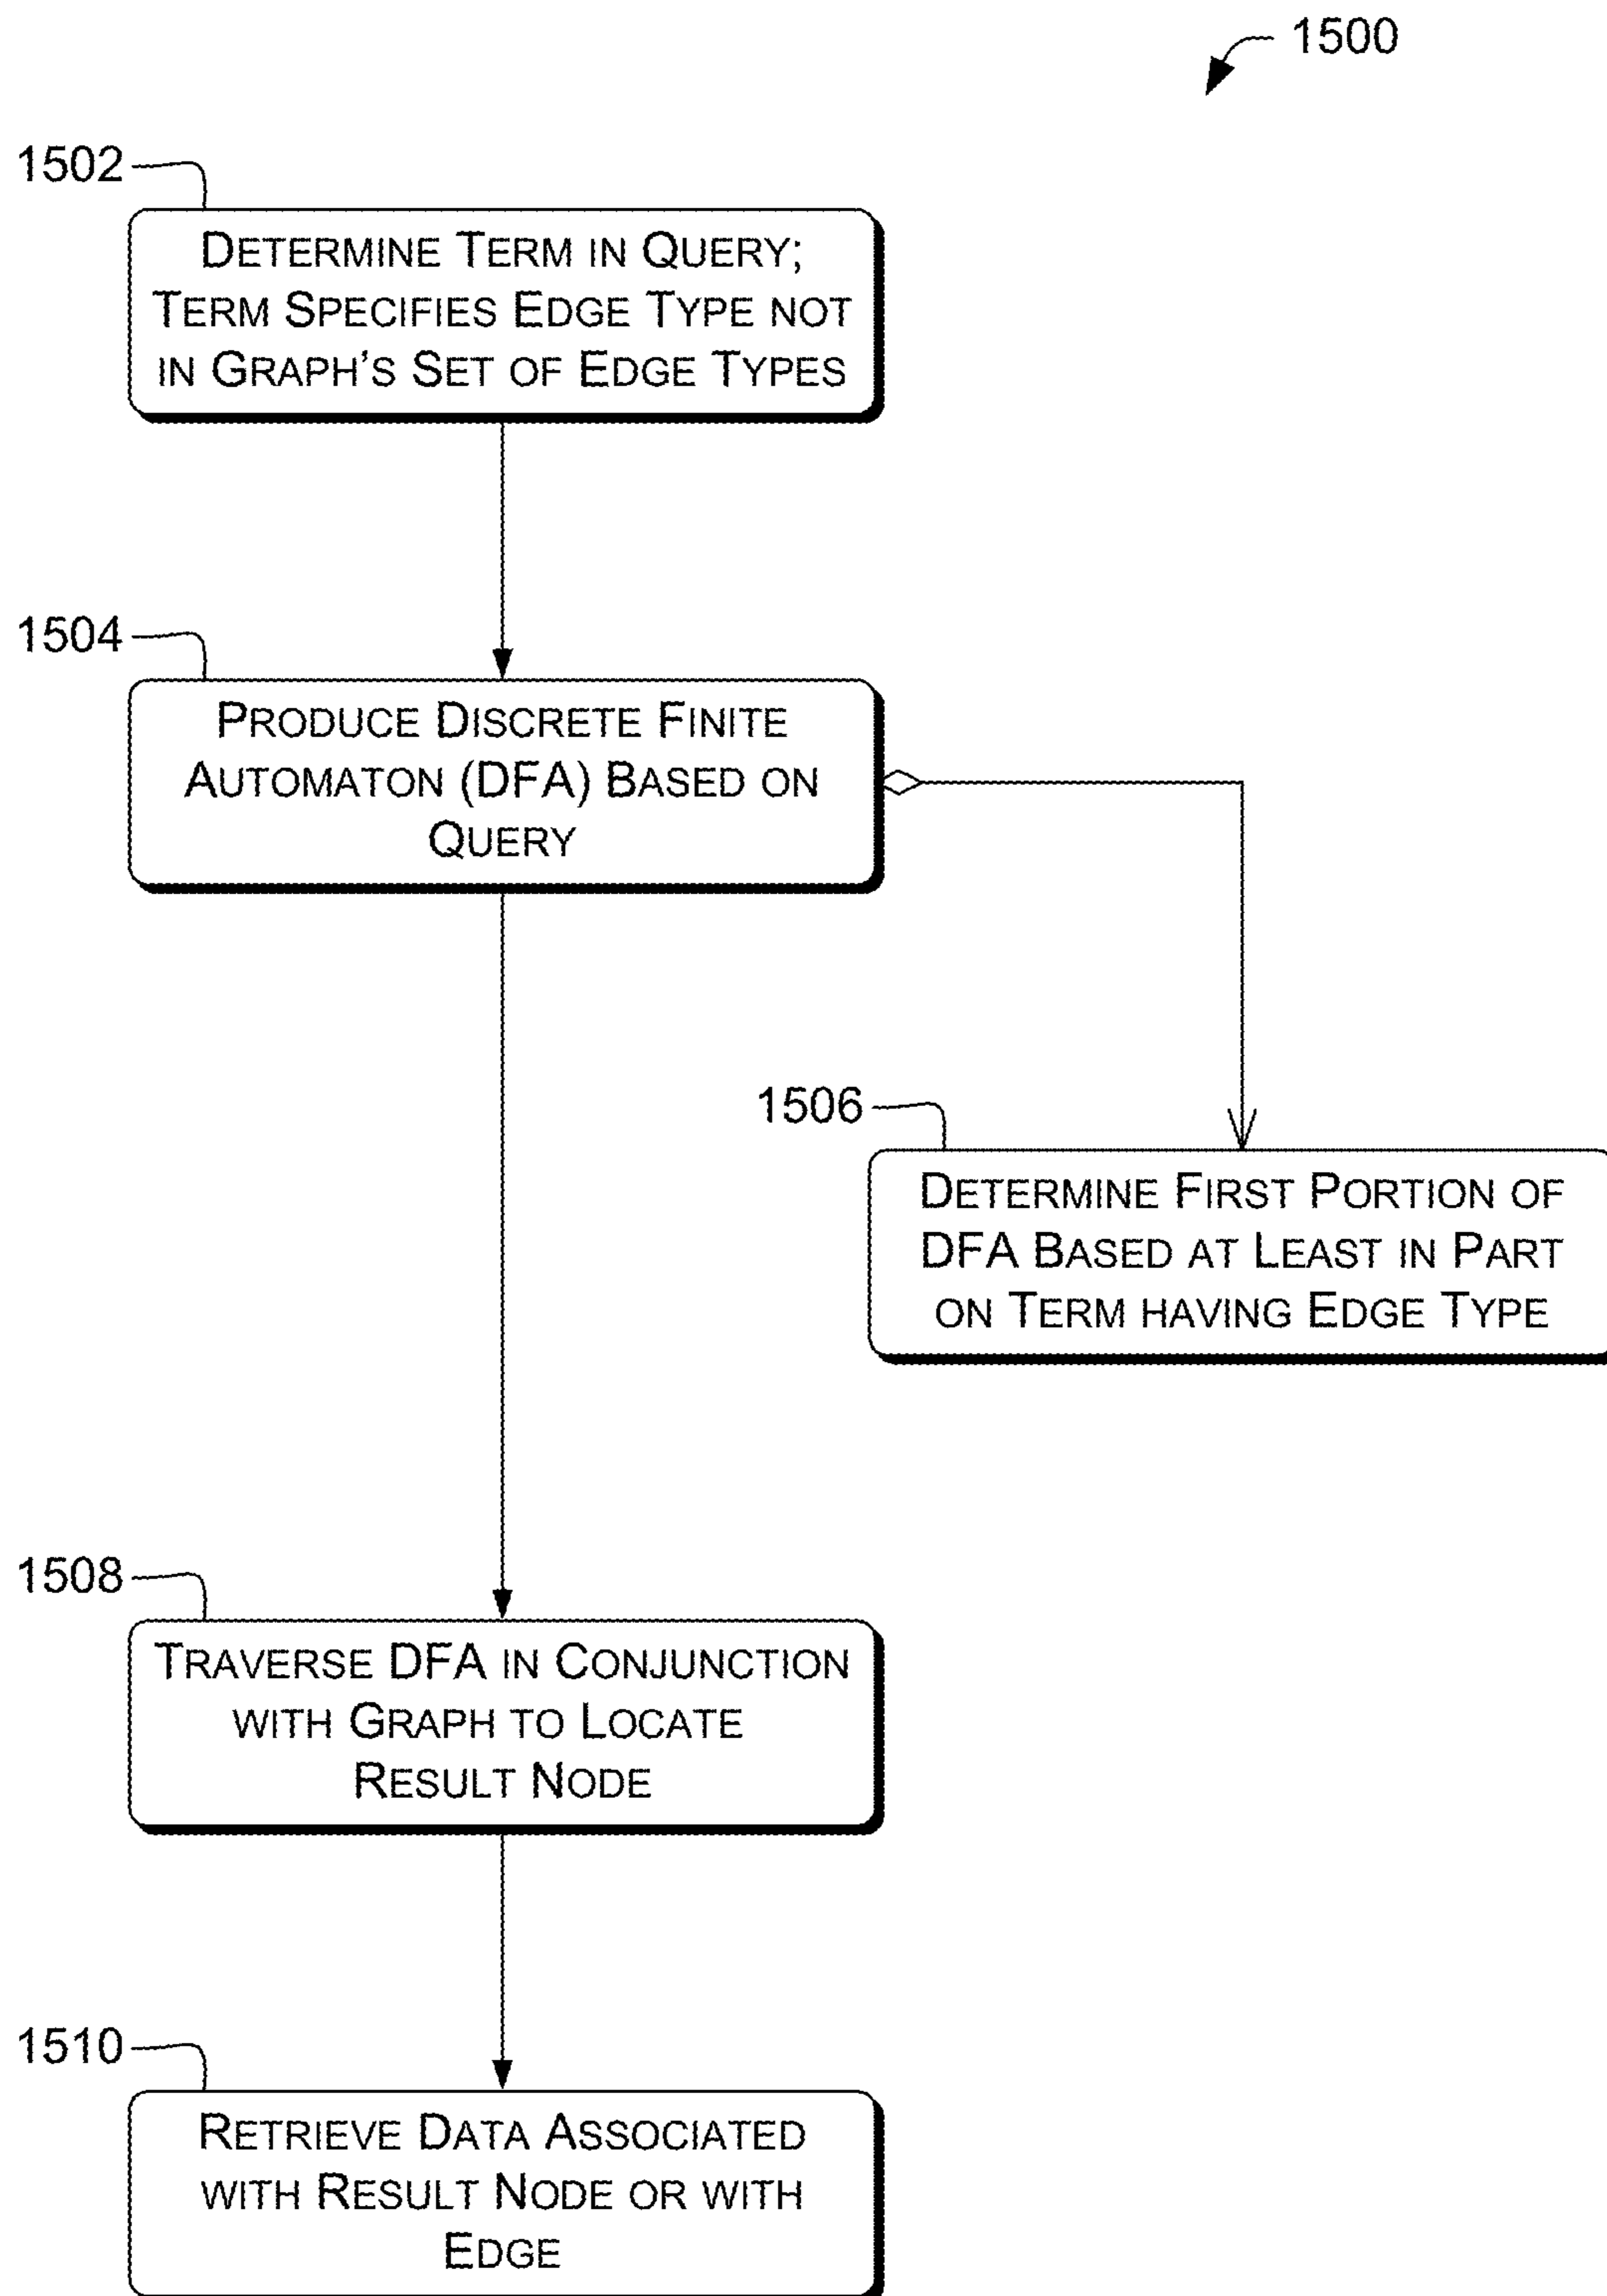 1500
1502
Determine Term in Query;
Term Specifies Edge Type not
in Graph's Set of Edge Types
1504
Produce Discrete Finite
Automaton (DFA) Based on
Query
1506
Determine First Portion of
DFA Based at Least in Part
on Term having Edge Type
1508
Traverse DFA in Conjunction
with Graph to Locate
Result Node
1510
Retrieve Data Associated
with Result Node or with
Edge